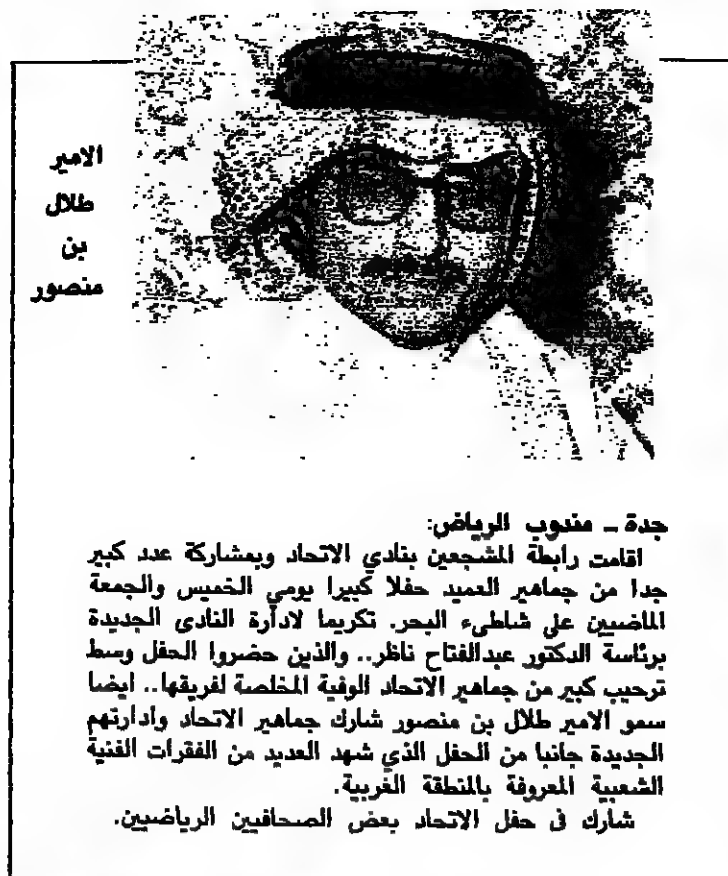 الامير
طلال
بن
منصور
جدة ـ مندوب الرياض:
اقامت رابطة المشجعين بنادي الاتحاد وبمشاركة عدد كبير
جدا من جماهير العميد حفلا كبيرا يومي الخميس والجمعة
الماضيين على شاطىء البحر. تكريما لادارة النادى الجديدة
برئاسة الدكتور عبدالفتاح ناظر.. والذين حضروا الحفل وسط
ترحيب كبير من جماهير الاتحاد الوفية المخلصة لفريقها.. ايضا
سمو الامير طلال بن منصور شارك جماهير الاتحاد وادارتهم
الجديدة جانبا من الحفل الذي شهد العديد من الفقرات الفنية
الشعبية المعروفة بالمنطقة الغربية.
شارك فى حفل الاتحاد بعض الصحافيين الرياضيين.